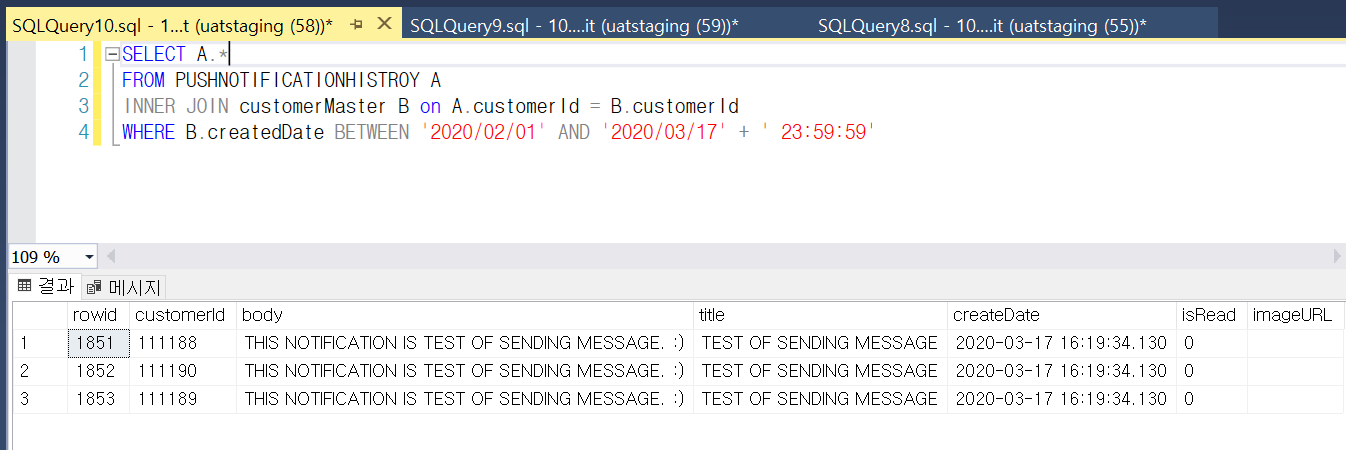 SQLQuery10.sql - 1...t (uatstaging (58))*
SQLQuery9.sql - 10....it (uatstaging (59))*
SQLQuery8.sql - 10....it (uatstaging (55))*
1 SELECT A.*
2 FROM PUSHNOTIFICATIONHISTROY A
3 INNER JOIN customerMaster B on A.customerId = B.customerId
4 WHERE B.createdDate BETWEEN '2020/02/01' AND '2020/03/17' + ' 23:59:59'
109 %
결과 메시지
rowid customerId body title createDate isRead imageURL
1 1851 111188 THIS NOTIFICATION IS TEST OF SENDING MESSAGE. :) TEST OF SENDING MESSAGE 2020-03-17 16:19:34.130 0
2 1852 111190 THIS NOTIFICATION IS TEST OF SENDING MESSAGE. :) TEST OF SENDING MESSAGE 2020-03-17 16:19:34.130 0
3 1853 111189 THIS NOTIFICATION IS TEST OF SENDING MESSAGE. :) TEST OF SENDING MESSAGE 2020-03-17 16:19:34.130 0